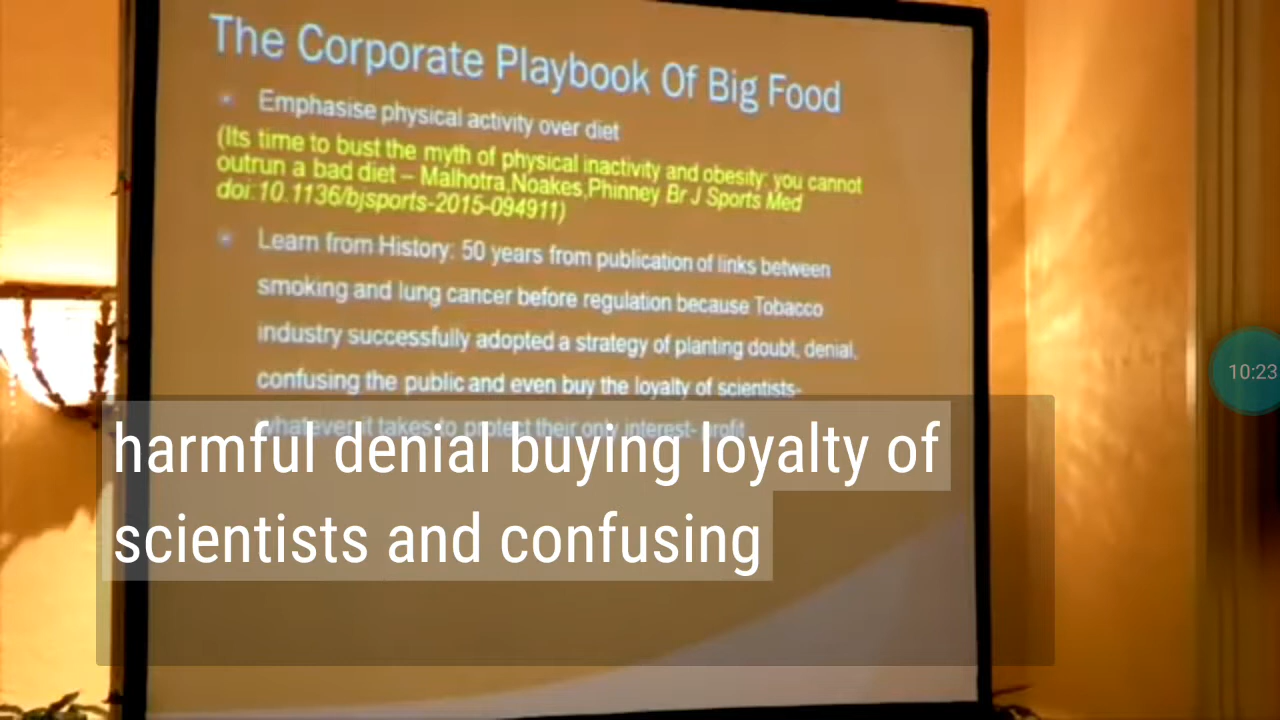 The Corporate Playbook Of Big Food
Emphasise physical activity over diet
(Its time to bust the myth of physical inactivity and obesity: you cannot
outrun a bad diet – Malhotra,Noakes,Phinney Br J Sports Med
doi:10.1136/bjsports-2015-094911)
Learn from History: 50 years from publication of links between
smoking and lung cancer before regulation because Tobacco
industry successfully adopted a strategy of planting doubt, denial,
confusing the public and even buy the loyalty of scientists-
whatever it takes to protect their only interest- profit
harmful denial buying loyalty of
scientists and confusing
10:23